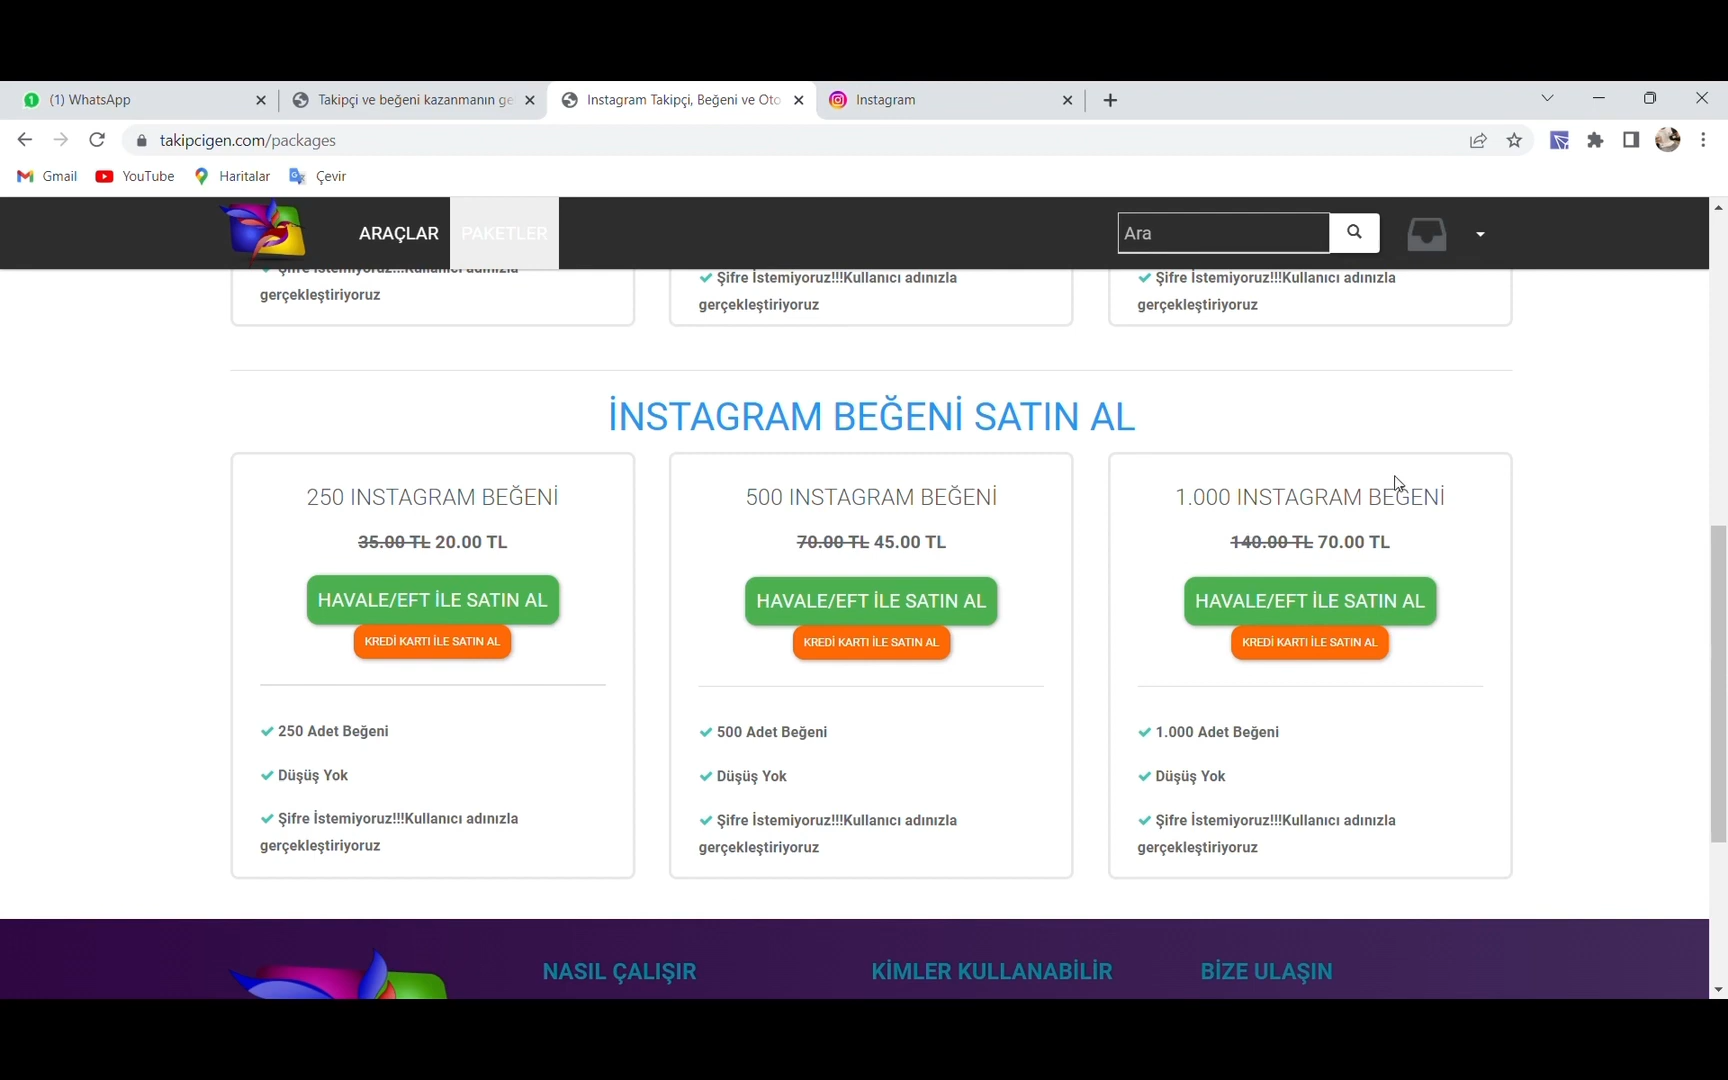 (1) WhatsApp
Takipçi ve beğeni kazanmanın ge
Instagram Takipçi, Beğeni ve Oto
Instagram
takipcigen.com/packages
Gmail
YouTube
Haritalar
Çevir
ARAÇLAR
PAKETLER
Ara
Şifre İstemiyoruz!!!Kullanıcı adınızla
gerçekleştiriyoruz
Şifre İstemiyoruz!!!Kullanıcı adınızla
gerçekleştiriyoruz
Şifre İstemiyoruz!!!Kullanıcı adınızla
gerçekleştiriyoruz
İNSTAGRAM BEĞENİ SATIN AL
250 INSTAGRAM BEĞENİ
35.00 TL 20.00 TL
HAVALE/EFT İLE SATIN AL
KREDİ KARTI İLE SATIN AL
250 Adet Beğeni
Düşüş Yok
Şifre İstemiyoruz!!!Kullanıcı adınızla
gerçekleştiriyoruz
500 INSTAGRAM BEĞENİ
70.00 TL 45.00 TL
HAVALE/EFT İLE SATIN AL
KREDİ KARTI İLE SATIN AL
500 Adet Beğeni
Düşüş Yok
Şifre İstemiyoruz!!!Kullanıcı adınızla
gerçekleştiriyoruz
1.000 INSTAGRAM BEĞENİ
140.00 TL 70.00 TL
HAVALE/EFT İLE SATIN AL
KREDİ KARTI İLE SATIN AL
1.000 Adet Beğeni
Düşüş Yok
Şifre İstemiyoruz!!!Kullanıcı adınızla
gerçekleştiriyoruz
NASIL ÇALIŞIR
KİMLER KULLANABİLİR
BİZE ULAŞIN